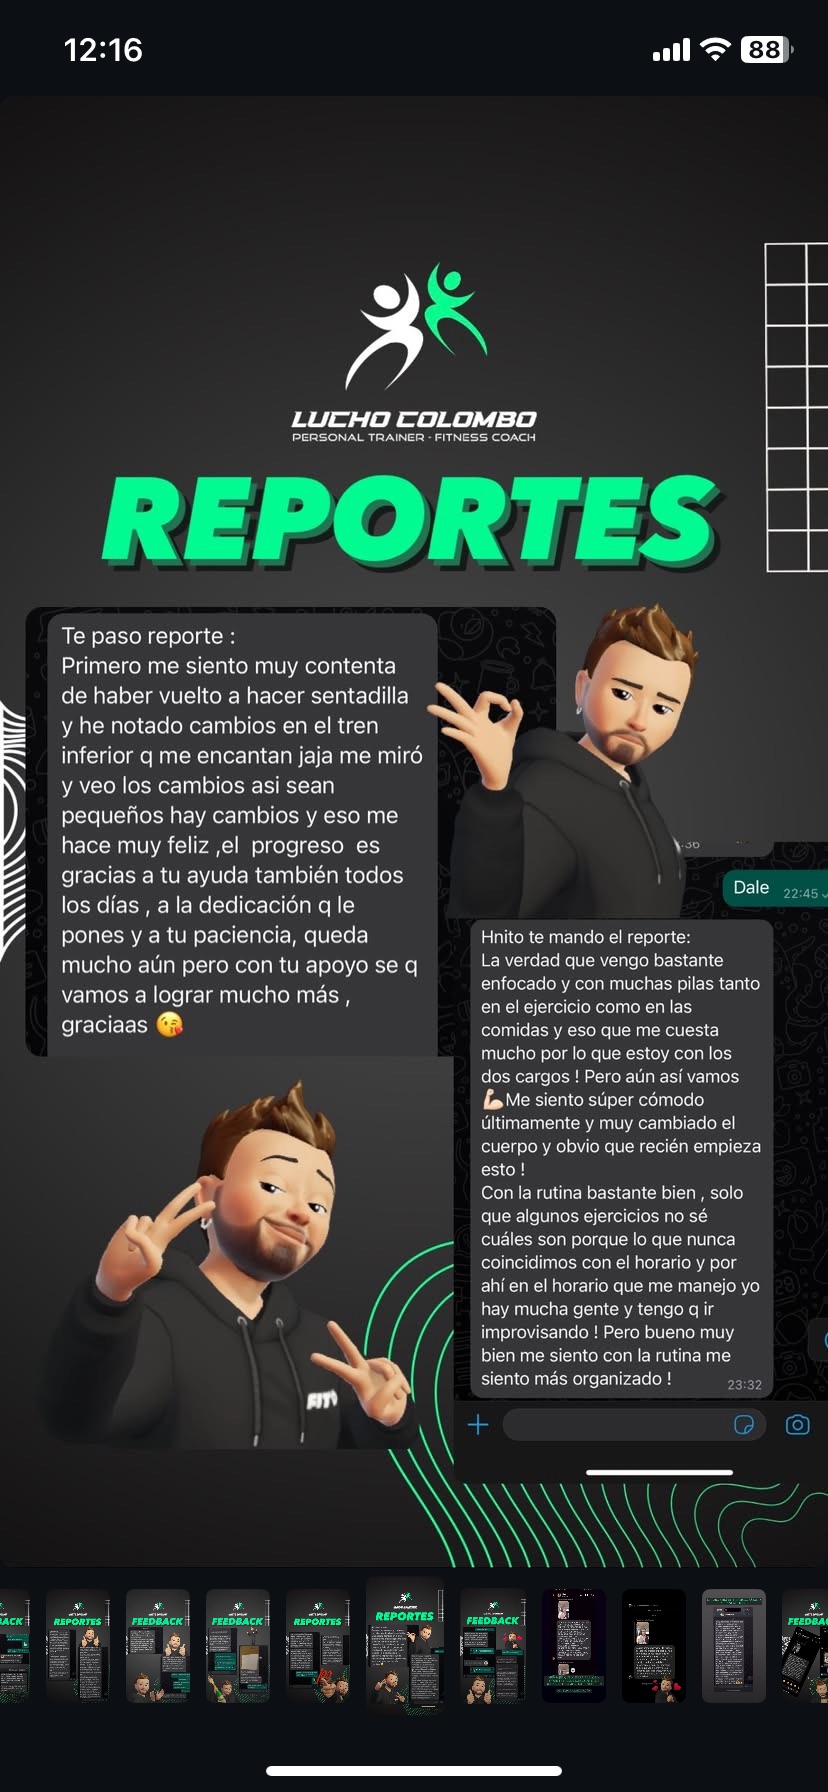 12:16
88
LUCHO COLOMBO
PERSONAL TRAINER - FITNESS COACH
REPORTES
Te paso reporte :
Primero me siento muy contenta
de haber vuelto a hacer sentadilla
y he notado cambios en el tren
inferior q me encantan jaja me miró
y veo los cambios asi sean
pequeños hay cambios y eso me
hace muy feliz ,el progreso es
gracias a tu ayuda también todos
los días , a la dedicación q le
pones y a tu paciencia, queda
mucho aún pero con tu apoyo se q
vamos a lograr mucho más ,
graciaas 😘
Dale 22:45
Hnito te mando el reporte:
La verdad que vengo bastante
enfocado y con muchas pilas tanto
en el ejercicio como en las
comidas y eso que me cuesta
mucho por lo que estoy con los
dos cargos ! Pero aún así vamos
💪🏻Me siento súper cómodo
últimamente y muy cambiado el
cuerpo y obvio que recién empieza
esto !
Con la rutina bastante bien , solo
que algunos ejercicios no sé
cuáles son porque lo que nunca
coincidimos con el horario y por
ahí en el horario que me manejo yo
hay mucha gente y tengo q ir
improvisando ! Pero bueno muy
bien me siento con la rutina me
siento más organizado !
23:32
REPORTES
FEEDBACK
FEEDBACK
REPORTES
REPORTES
FEEDBACK